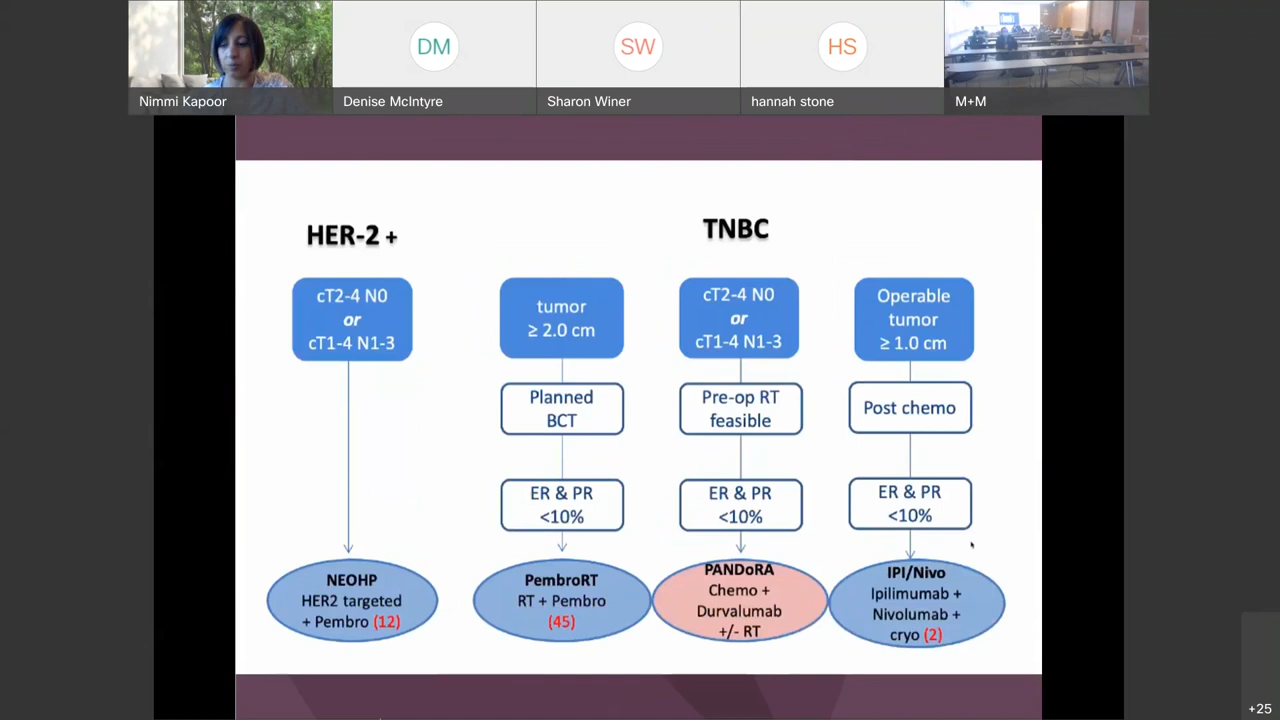 DM
SW
HS
Nimmi Kapoor
Denise McIntyre
Sharon Winer
hannah stone
M+M
HER-2 +
TNBC
cT2-4 N0
or
cT1-4 N1-3
tumor
≥ 2.0 cm
cT2-4 N0
or
cT1-4 N1-3
Operable
tumor
≥ 1.0 cm
Planned
BCT
Pre-op RT
feasible
Post chemo
ER & PR
<10%
ER & PR
<10%
ER & PR
<10%
NEOHP
HER2 targeted
+ Pembro (12)
PembroRT
RT + Pembro
(45)
PANDoRA
Chemo +
Durvalumab
+/- RT
IPI/Nivo
Ipilimumab +
Nivolumab +
cryo (2)
+25